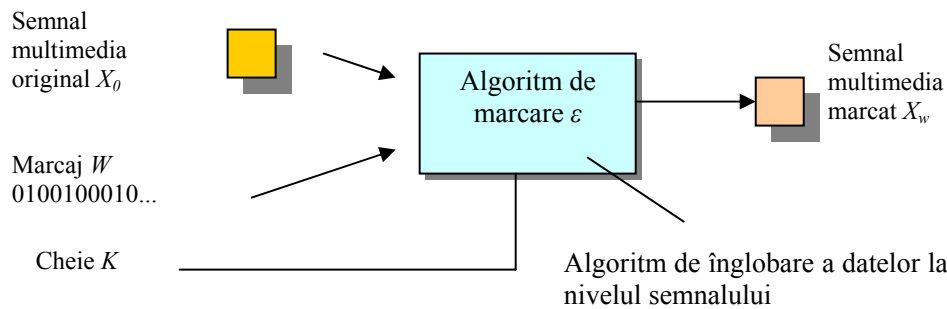 Semnal
multimedia
original X₀
Algoritm de
marcare ε
Semnal
multimedia
marcat Xw
Marcaj W
0100100010...
Cheie K
Algoritm de înglobare a datelor la
nivelul semnalului